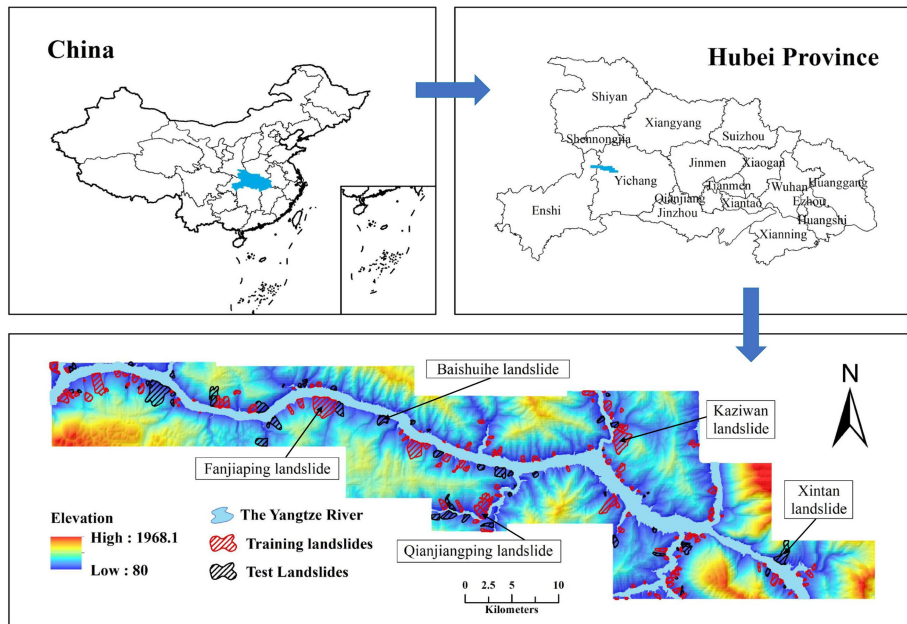 China
Hubei Province
Shiyan
Xiangyang
Suizhou
Shennongjia
Jinmen
Xiaogan
Yichang
Tianmen
Wuhan
Huanggang
Enshi
Qianjiang
Xiantao
Ezhou
Jinzhou
Huangshi
Xianning
Baishuihe landslide
N
Kaziwan
landslide
Fanjiaping landslide
Xintan
landslide
Qianjiangping landslide
Elevation
High : 1968.1
Low : 80
The Yangtze River
Training landslides
Test Landslides
0 2.5 5 10
Kilometers